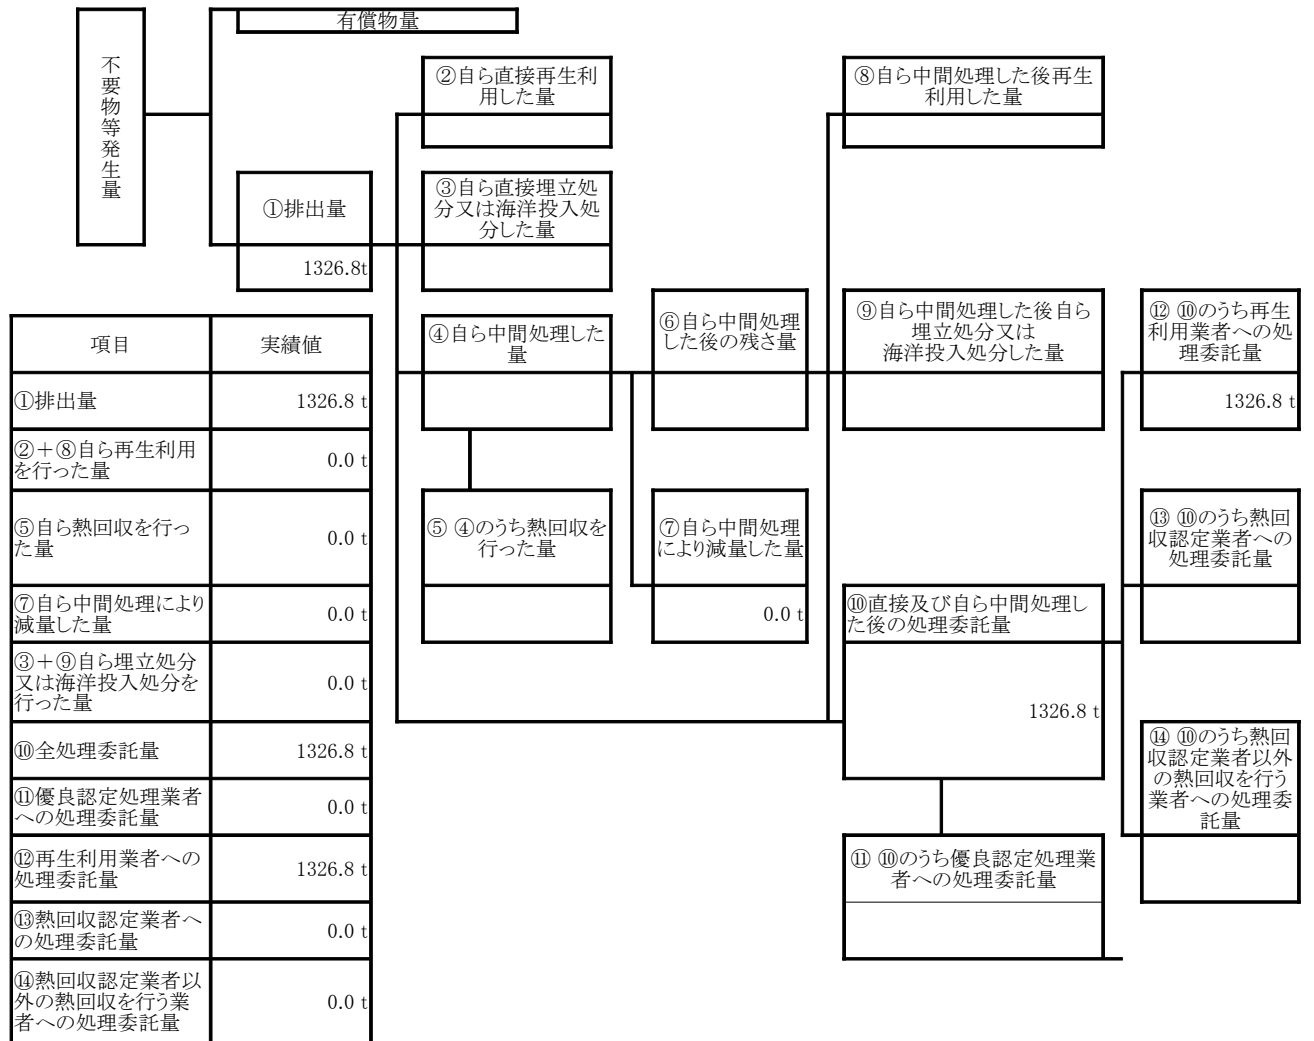 有償物量
不要物等発生量
②自ら直接再生利
用した量
⑧自ら中間処理した後再生
利用した量
①排出量
1326.8t
③自ら直接埋立処
分又は海洋投入処
分した量
④自ら中間処理した
量
⑥自ら中間処理
した後の残さ量
⑨自ら中間処理した後自ら
埋立処分又は
海洋投入処分した量
⑫ ⑩のうち再生
利用業者への処
理委託量
1326.8 t
⑤ ④のうち熱回収を
行った量
⑦自ら中間処理
により減量した量
0.0 t
⑬ ⑩のうち熱回
収認定業者への
処理委託量
⑩直接及び自ら中間処理し
た後の処理委託量
1326.8 t
⑭ ⑩のうち熱回
収認定業者以外
の熱回収を行う
業者への処理委
託量
⑪ ⑩のうち優良認定処理業
者への処理委託量
項目 実績値
①排出量 1326.8 t
②＋⑧自ら再生利用
を行った量 0.0 t
⑤自ら熱回収を行っ
た量 0.0 t
⑦自ら中間処理により
減量した量 0.0 t
③＋⑨自ら埋立処分
又は海洋投入処分を
行った量 0.0 t
⑩全処理委託量 1326.8 t
⑪優良認定処理業者
への処理委託量 0.0 t
⑫再生利用業者への
処理委託量 1326.8 t
⑬熱回収認定業者へ
の処理委託量 0.0 t
⑭熱回収認定業者以
外の熱回収を行う業
者への処理委託量 0.0 t